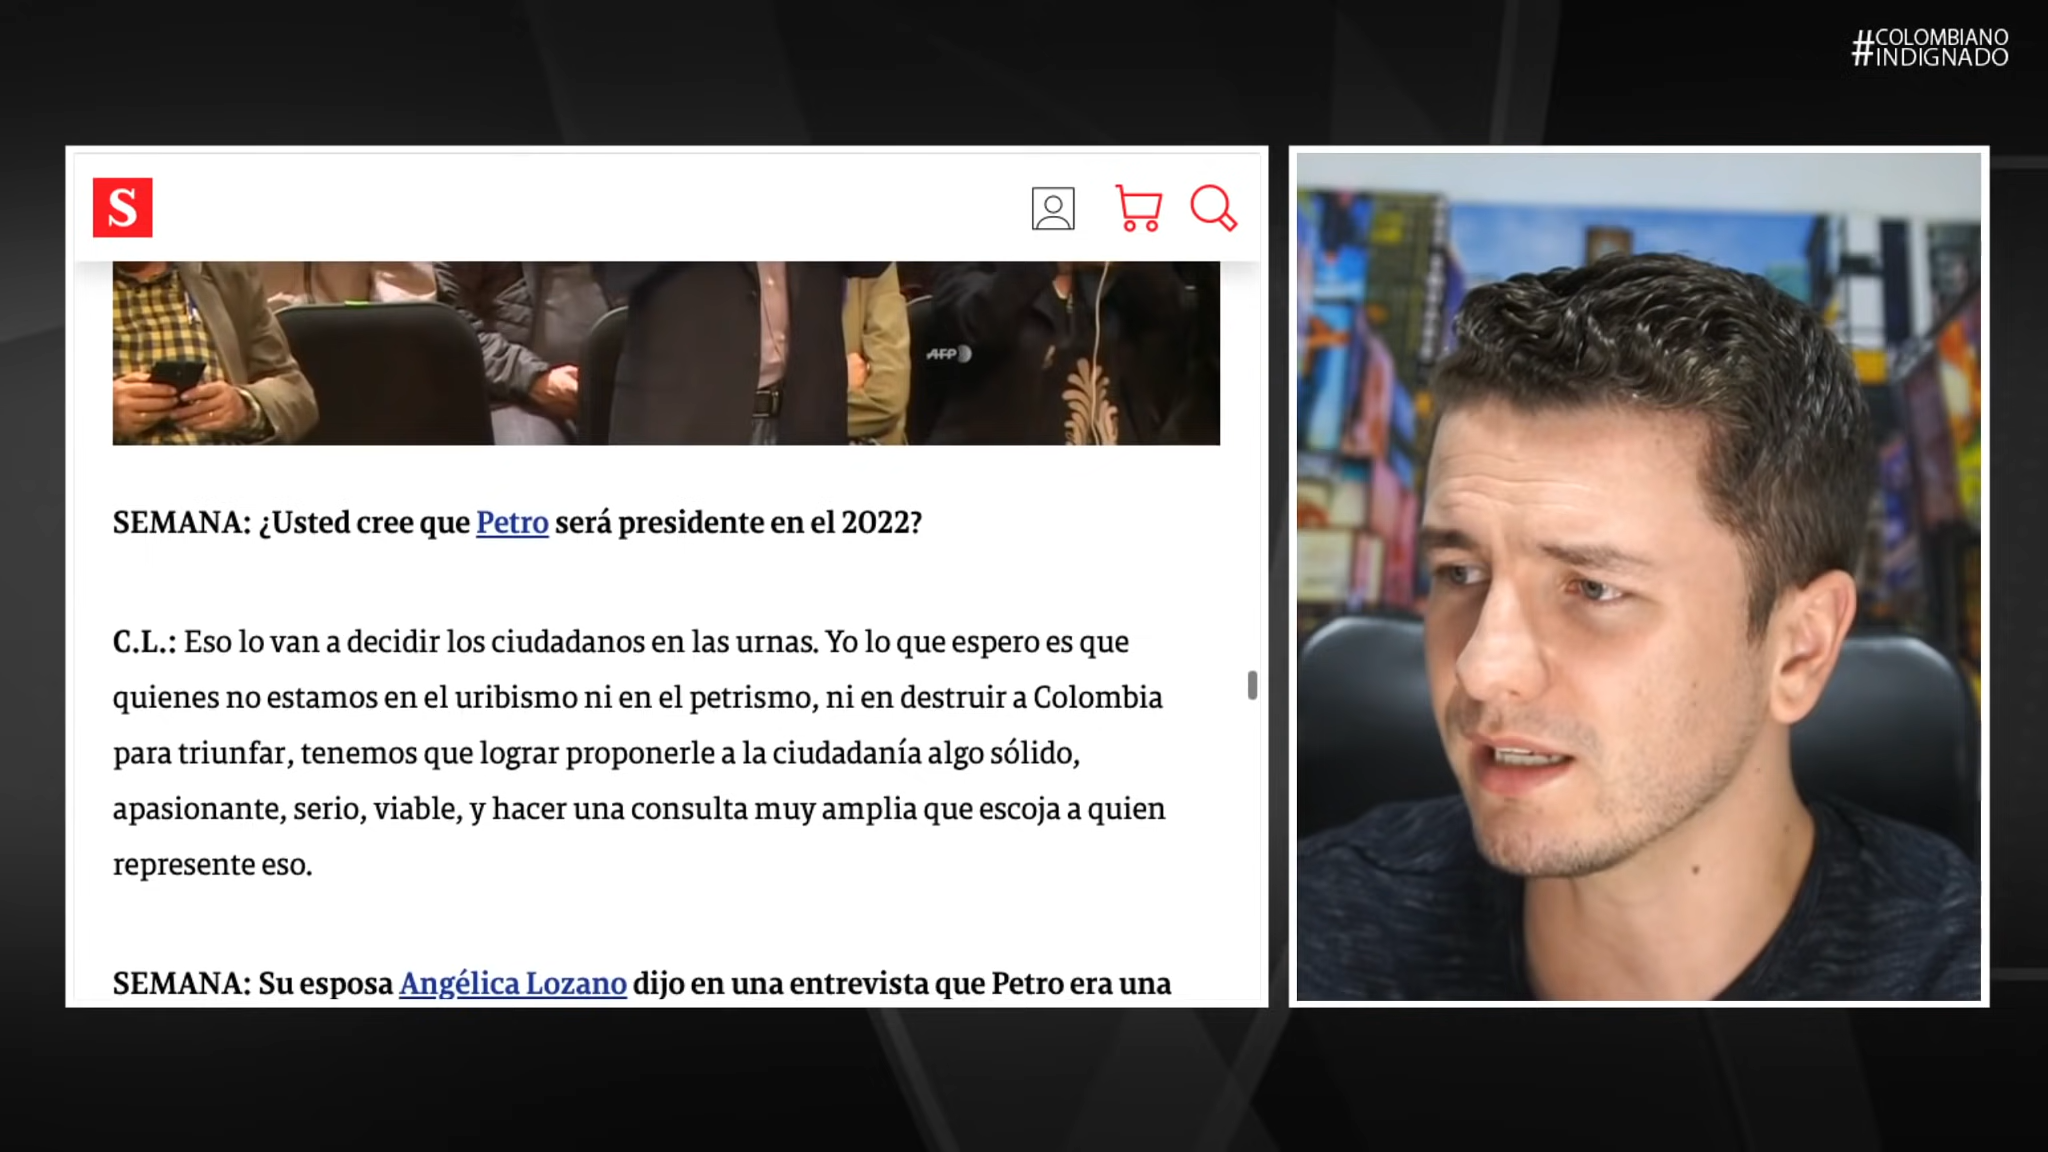 #COLOMBIANO
INDIGNADO
S
AFP
SEMANA: ¿Usted cree que Petro será presidente en el 2022?
C.L.: Eso lo van a decidir los ciudadanos en las urnas. Yo lo que espero es que
quienes no estamos en el uribismo ni en el petrismo, ni en destruir a Colombia
para triunfar, tenemos que lograr proponerle a la ciudadanía algo sólido,
apasionante, serio, viable, y hacer una consulta muy amplia que escoja a quien
represente eso.
SEMANA: Su esposa Angélica Lozano dijo en una entrevista que Petro era una